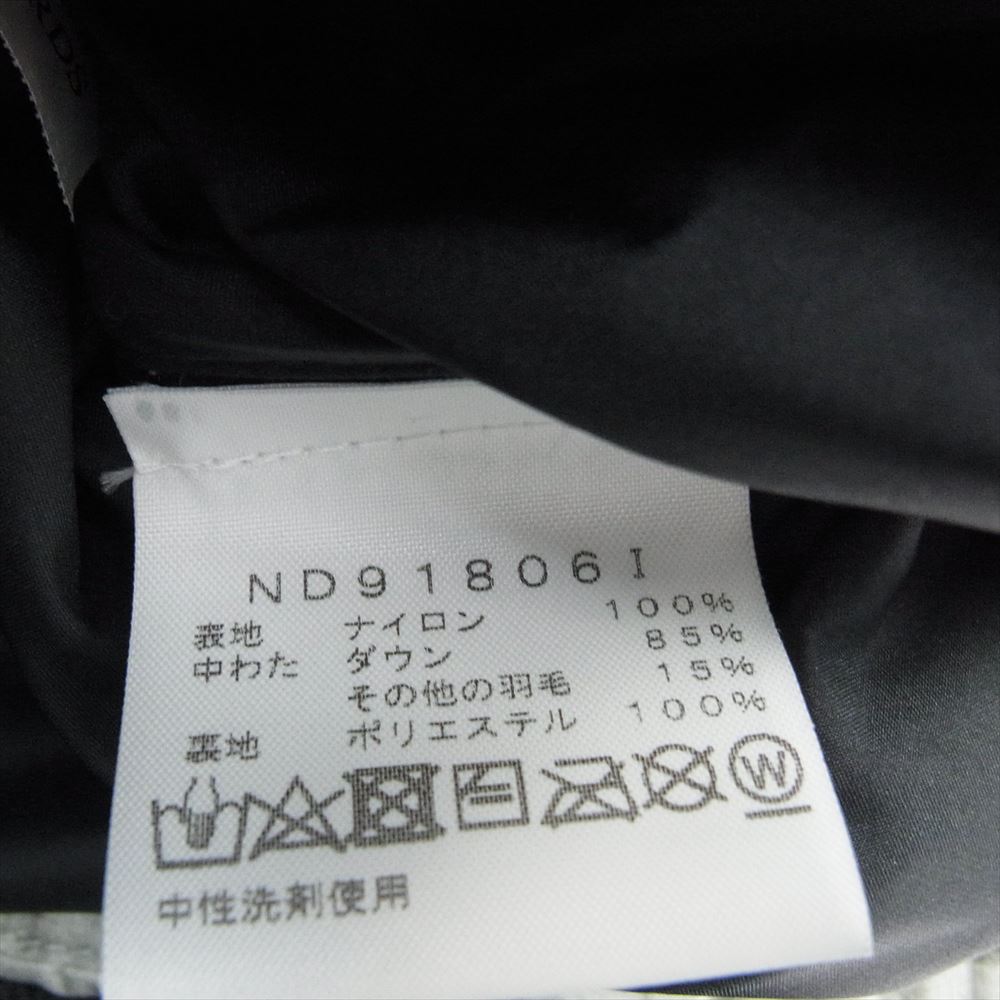 RDS
ND91806I
表地 ナイロン 100%
中わた ダウン 85%
その他の羽毛 15%
裏地 ポリエステル 100%
W
中性洗剤使用